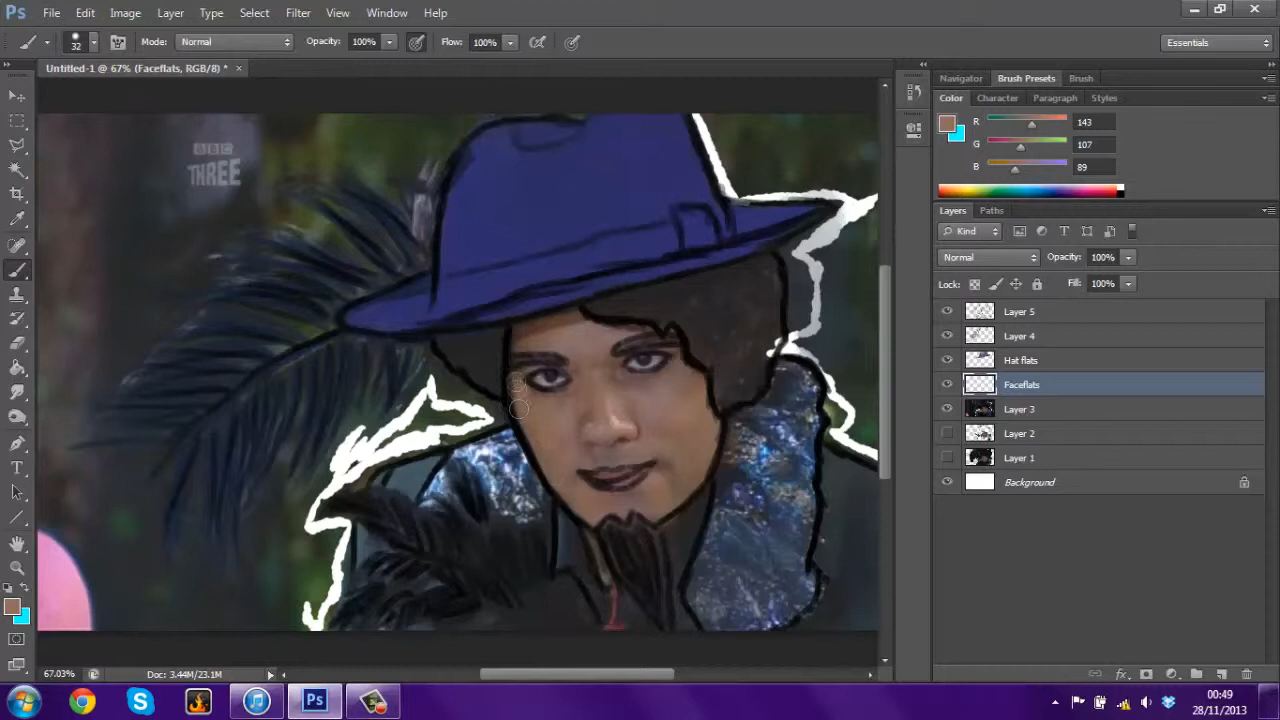 Ps File Edit Image Layer Type Select Filter View Window Help
32 Mode: Normal Opacity: 100% Flow: 100% Essentials
Untitled-1 @ 67% (Faceflats, RGB/8) * ×
Navigator Brush Presets Brush
Color Character Paragraph Styles
R 143
G 107
B 89
BBC
THREE
Layers Paths
Kind
Normal Opacity: 100%
Lock: Fill: 100%
Layer 5
Layer 4
Hat flats
Faceflats
Layer 3
Layer 2
Layer 1
Background
67.03% Doc: 3.44M/23.1M
Ps
00:49
28/11/2013